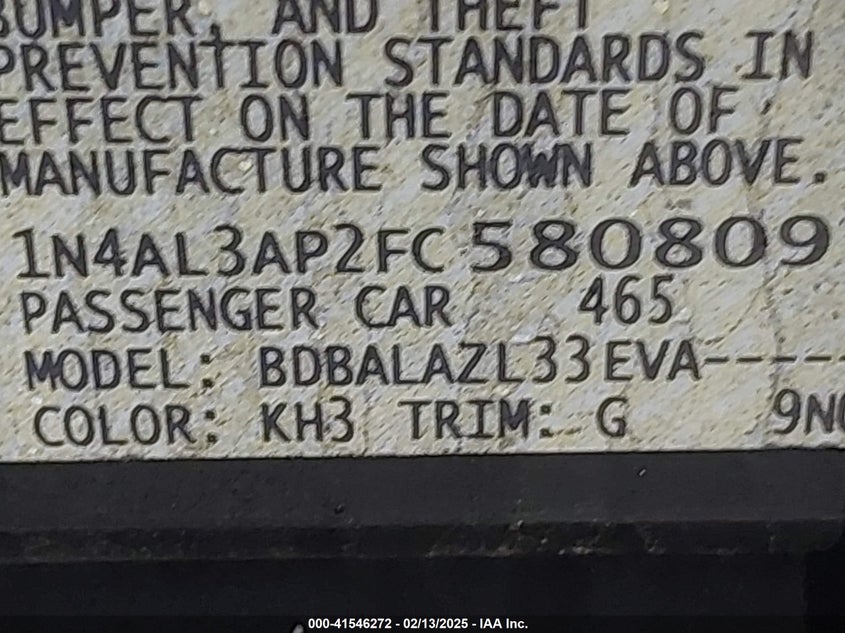 BUMPER, AND THEFT
PREVENTION STANDARDS IN
EFFECT ON THE DATE OF
MANUFACTURE SHOWN ABOVE.
1N4AL3AP2FC580809
PASSENGER CAR 465
MODEL: BDBALAZL33EVA-----
COLOR: KH3 TRIM: G 9N
000-41546272 - 02/13/2025 - IAA Inc.